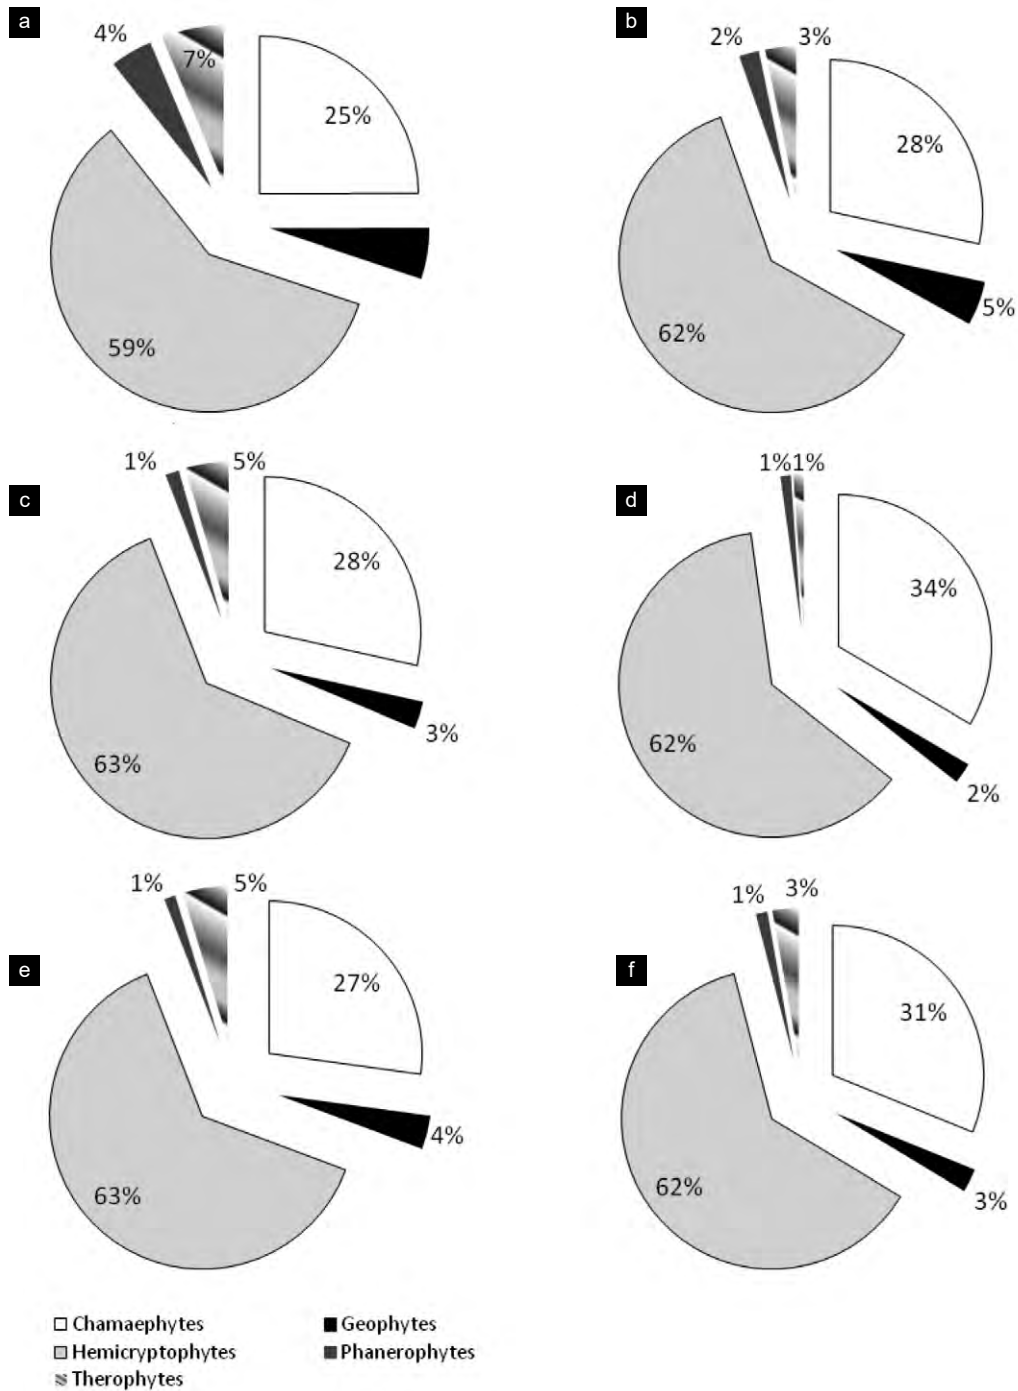 a
4%
7%
25%
59%
b
2%
3%
28%
5%
62%
c
1%
5%
28%
3%
63%
d
1%
1%
34%
2%
62%
e
1%
5%
27%
4%
63%
f
1%
3%
31%
3%
62%
Chamaephytes
Geophytes
Hemicryptophytes
Phanerophytes
Therophytes